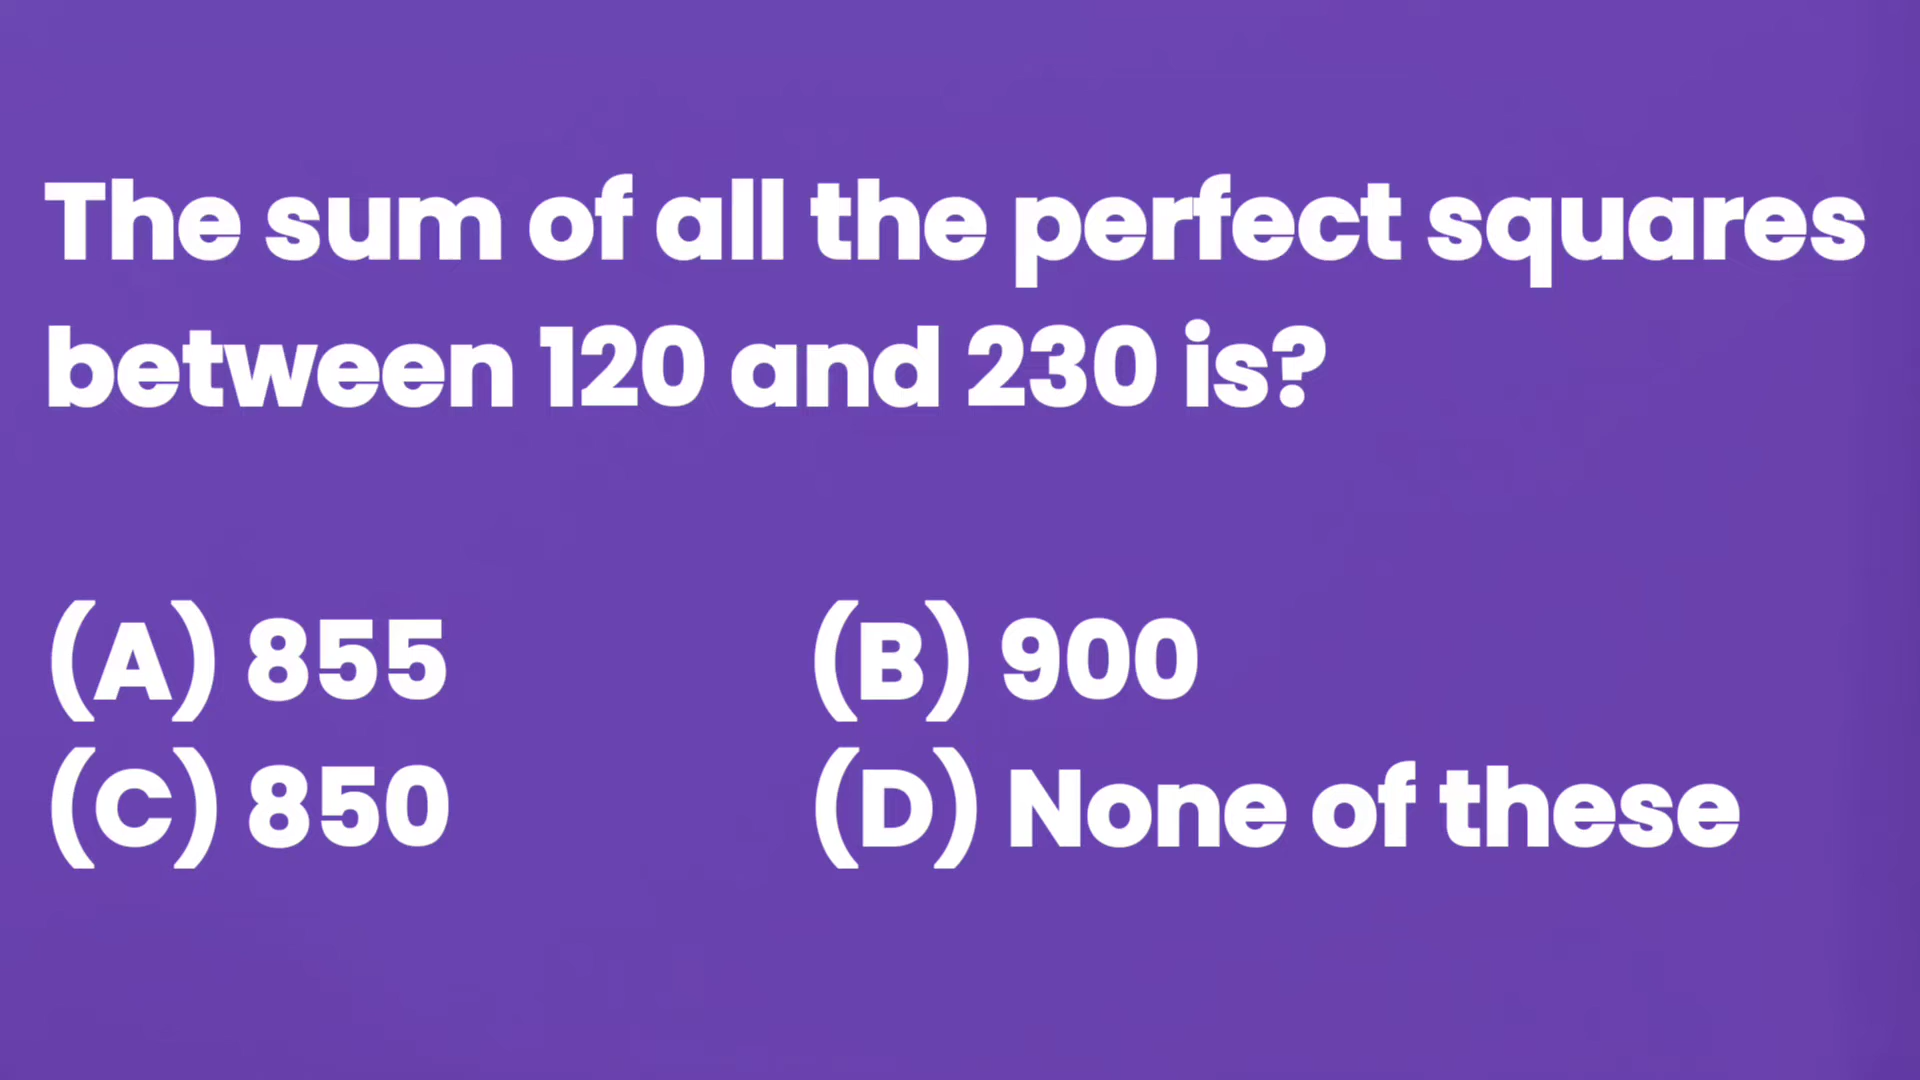 The sum of all the perfect squares
between 120 and 230 is?
(A) 855 (B) 900
(C) 850 (D) None of these